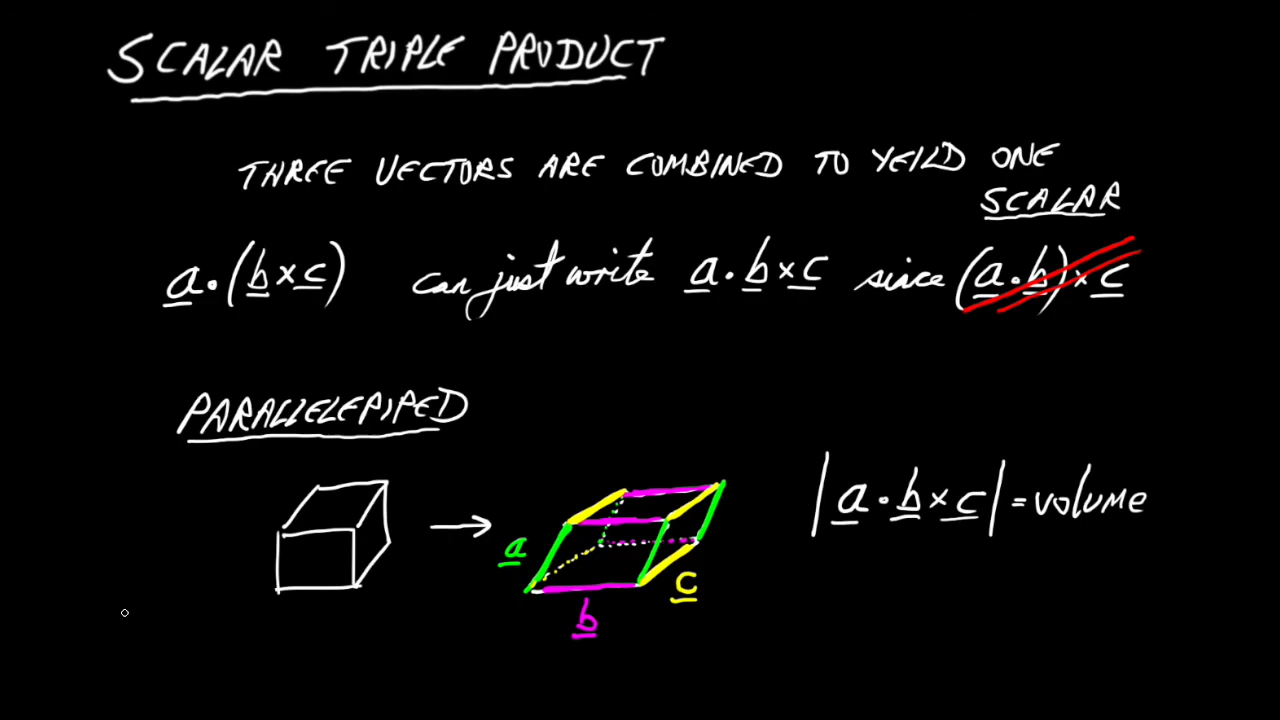 SCALAR TRIPLE PRODUCT
THREE VECTORS ARE COMBINED TO YEILD ONE
SCALAR
a·(b×c) can just write a·b×c since (a·b)×c
PARALLELEPIPED
|a·b×c| = volume
a
c
b